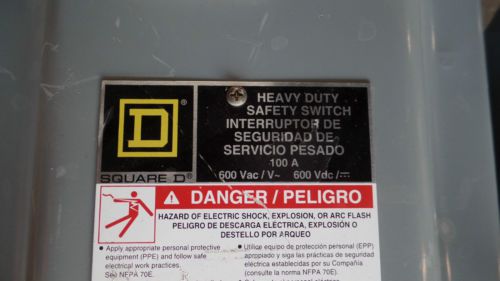 D
SQUARE D®
HEAVY DUTY
SAFETY SWITCH
INTERRUPTOR DE
SEGURIDAD DE
SERVICIO PESADO
100 A
600 Vac / V~ 600 Vdc /⎓
DANGER / PELIGRO
HAZARD OF ELECTRIC SHOCK, EXPLOSION, OR ARC FLASH
PELIGRO DE DESCARGA ELÉCTRICA, EXPLOSIÓN O
DESTELLO POR ARQUEO
• Apply appropriate personal protective
equipment (PPE) and follow safe
electrical work practices.
See NFPA 70E.
• Utilice equipo de protección personal (EPP)
apropiado y siga las prácticas de seguridad
eléctrica establecidas por su Compañía
(consulte la norma NFPA 70E).